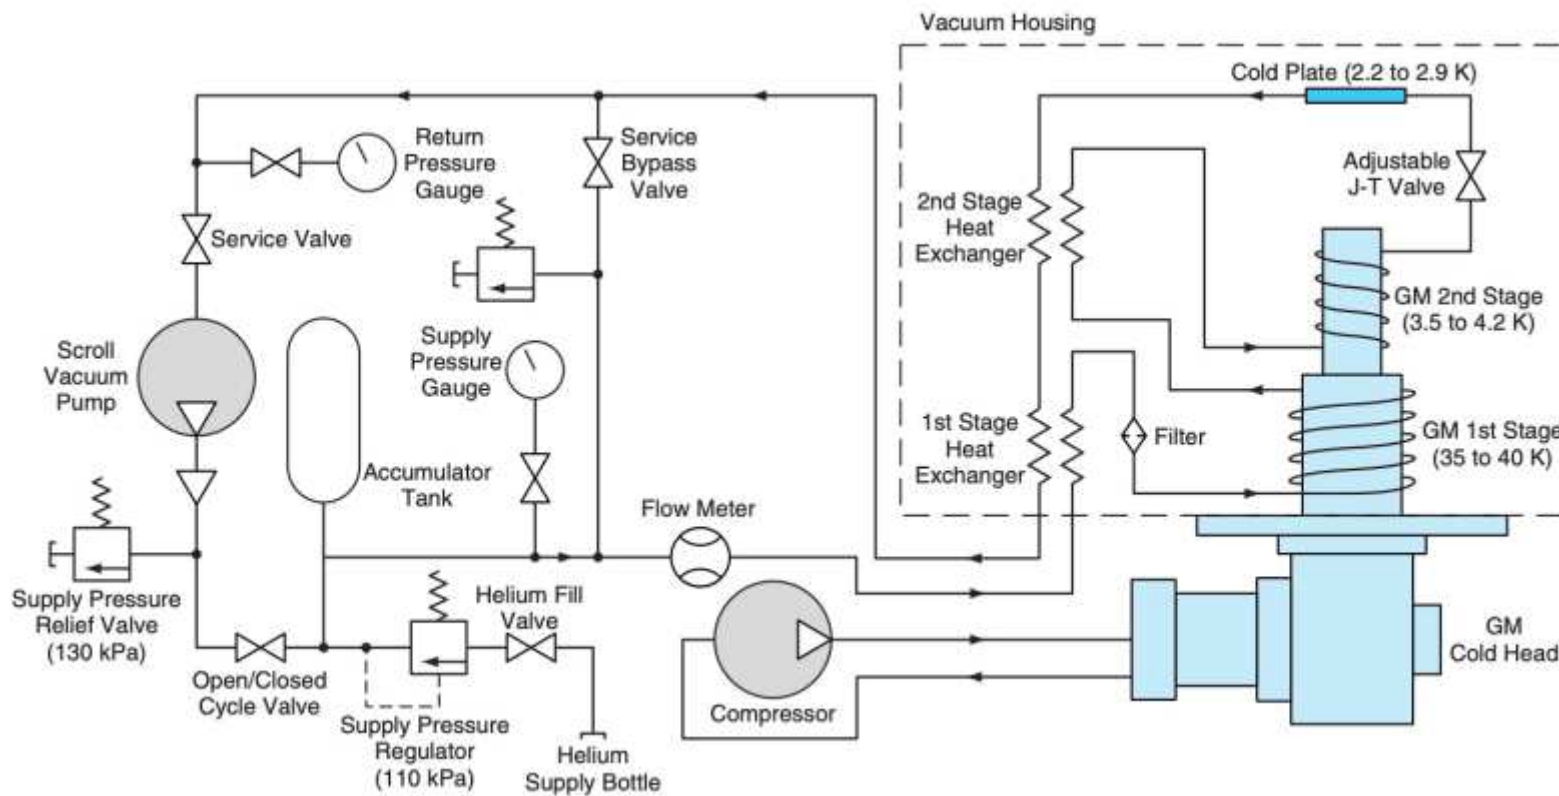 Vacuum Housing
Cold Plate (2.2 to 2.9 K)
Return
Pressure
Gauge
Service
Bypass
Valve
Adjustable
J-T Valve
2nd Stage
Heat
Exchanger
Service Valve
GM 2nd Stage
(3.5 to 4.2 K)
Supply
Pressure
Gauge
Scroll
Vacuum
Pump
1st Stage
Heat
Exchanger
Filter
GM 1st Stage
(35 to 40 K)
Accumulator
Tank
Flow Meter
Supply Pressure
Relief Valve
(130 kPa)
Helium Fill
Valve
GM
Cold Head
Open/Closed
Cycle Valve
Compressor
Supply Pressure
Regulator
(110 kPa)
Helium
Supply Bottle